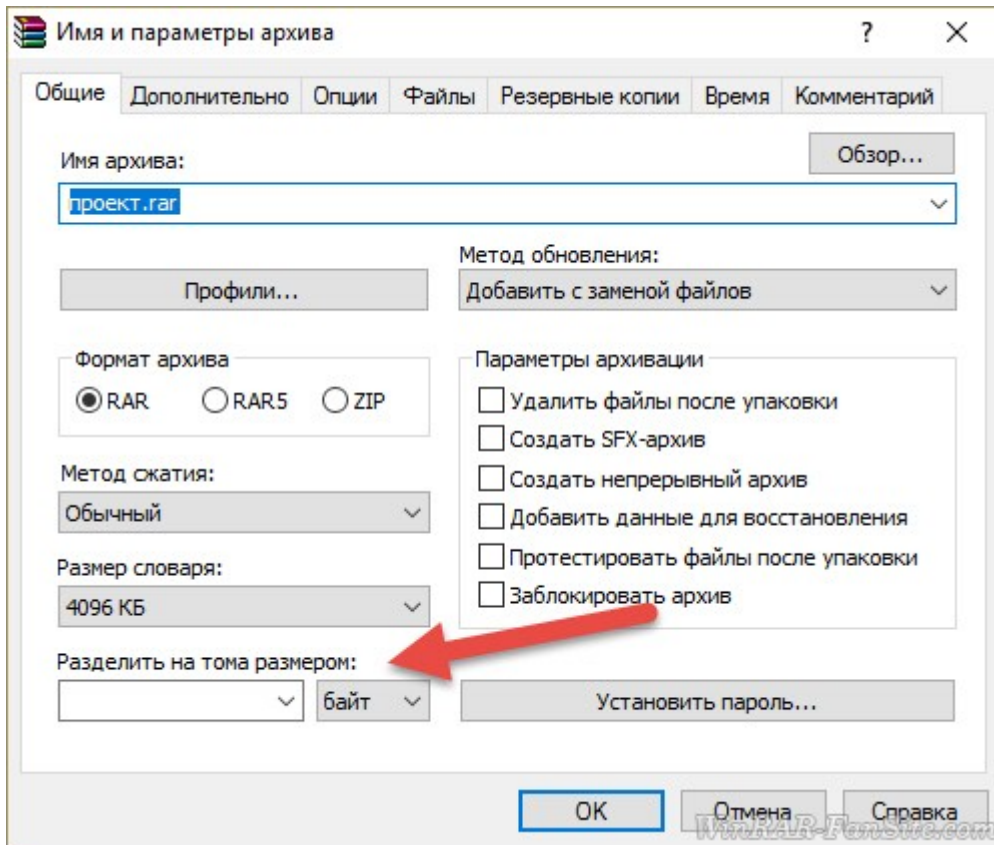 Имя и параметры архива
Общие Дополнительно Опции Файлы Резервные копии Время Комментарий
Имя архива:
Обзор...
проект.rar
Метод обновления:
Профили...
Добавить с заменой файлов
Формат архива
RAR RAR5 ZIP
Параметры архивации
Удалить файлы после упаковки
Создать SFX-архив
Создать непрерывный архив
Добавить данные для восстановления
Протестировать файлы после упаковки
Заблокировать архив
Метод сжатия:
Обычный
Размер словаря:
4096 КБ
Разделить на тома размером:
байт
Установить пароль...
OK Отмена Справка
WinRAR-FanSite.com